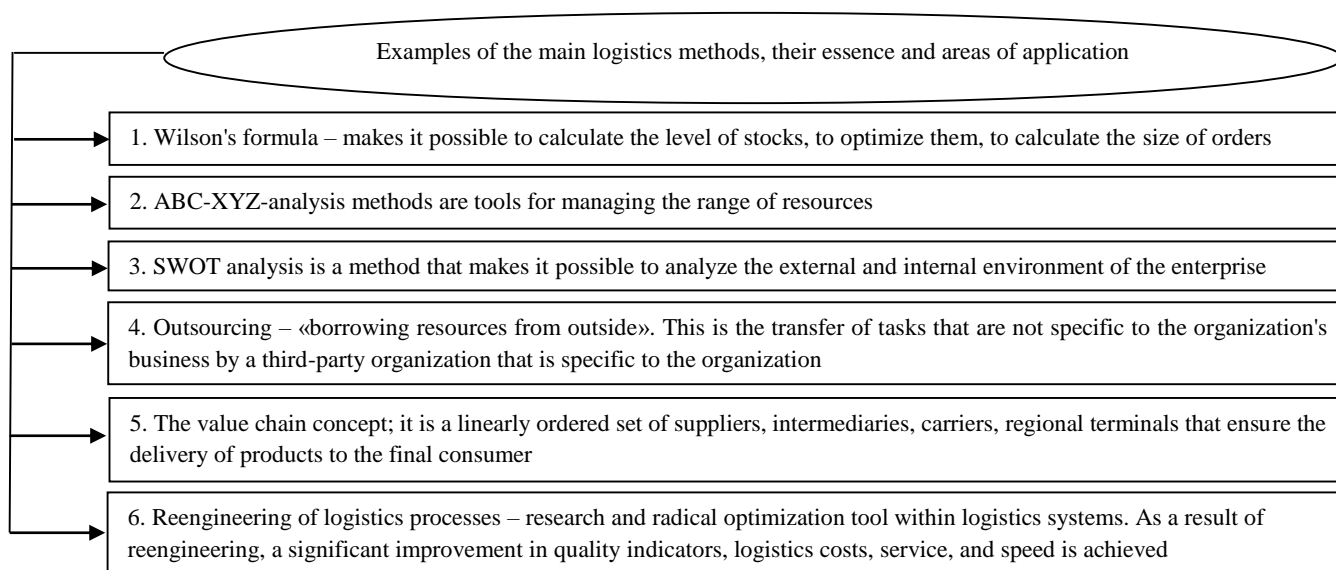 Examples of the main logistics methods, their essence and areas of application
1. Wilson's formula – makes it possible to calculate the level of stocks, to optimize them, to calculate the size of orders
2. ABC-XYZ-analysis methods are tools for managing the range of resources
3. SWOT analysis is a method that makes it possible to analyze the external and internal environment of the enterprise
4. Outsourcing – «borrowing resources from outside». This is the transfer of tasks that are not specific to the organization's
business by a third-party organization that is specific to the organization
5. The value chain concept; it is a linearly ordered set of suppliers, intermediaries, carriers, regional terminals that ensure the
delivery of products to the final consumer
6. Reengineering of logistics processes – research and radical optimization tool within logistics systems. As a result of
reengineering, a significant improvement in quality indicators, logistics costs, service, and speed is achieved